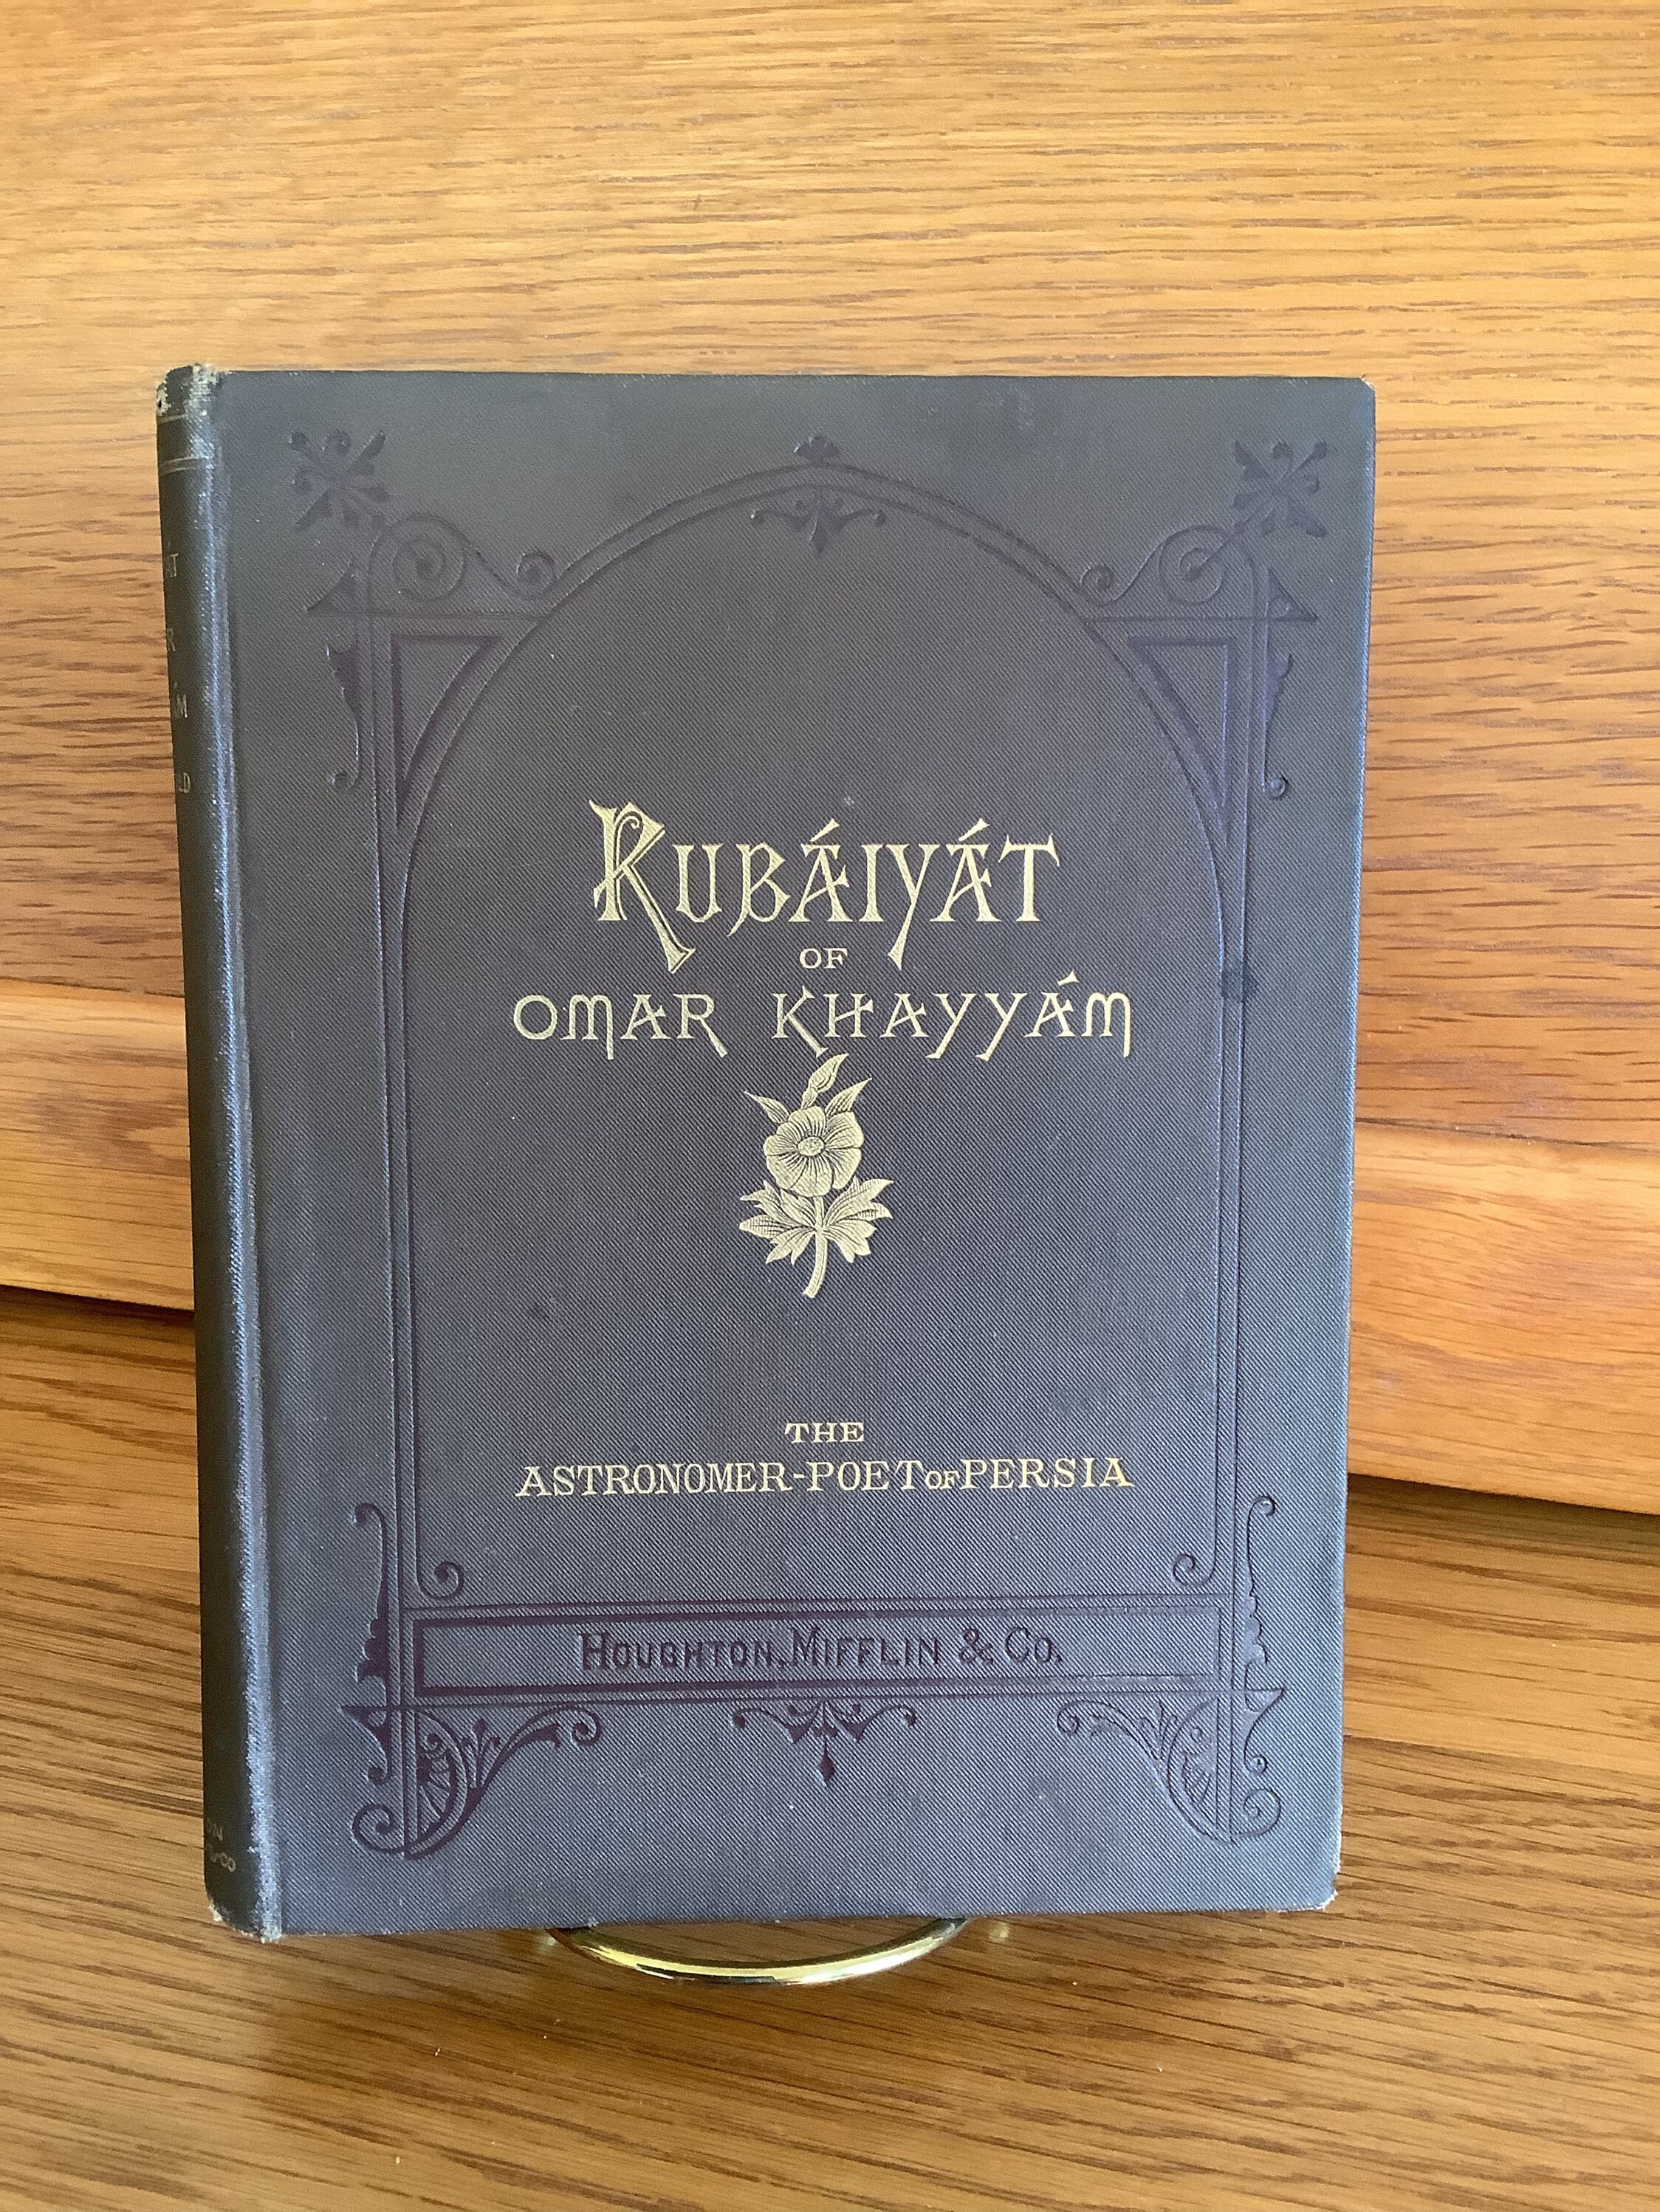 RUBÁIYÁT
OF
OMAR KHAYYÁM
THE
ASTRONOMER-POET OF PERSIA
HOUGHTON, MIFFLIN & CO.